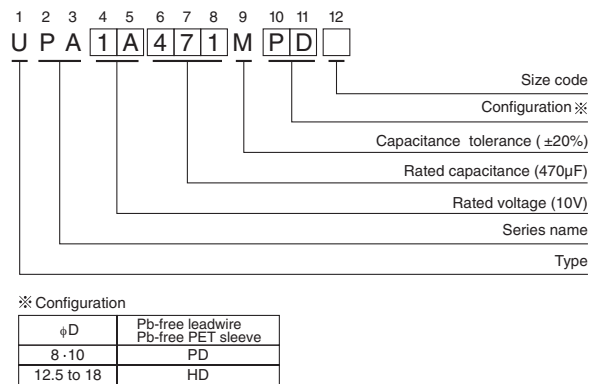 1 2 3 4 5 6 7 8 9 10 11 12
U P A 1 A 4 7 1 M P D
Size code
Configuration※
Capacitance tolerance ( ±20%)
Rated capacitance (470µF)
Rated voltage (10V)
Series name
Type
※ Configuration
ϕD Pb-free leadwire
Pb-free PET sleeve
8 · 10 PD
12.5 to 18 HD